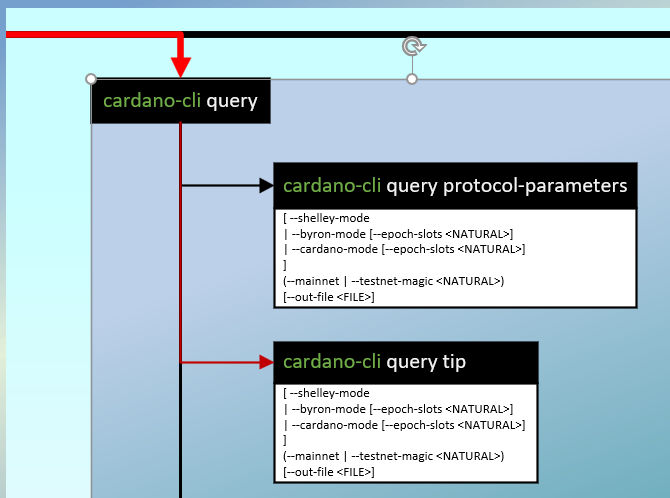 cardano-cli query
cardano-cli query protocol-parameters
[ --shelley-mode
| --byron-mode [--epoch-slots <NATURAL>]
| --cardano-mode [--epoch-slots <NATURAL>]
]
(--mainnet | --testnet-magic <NATURAL>)
[--out-file <FILE>]
cardano-cli query tip
[ --shelley-mode
| --byron-mode [--epoch-slots <NATURAL>]
| --cardano-mode [--epoch-slots <NATURAL>]
]
(--mainnet | --testnet-magic <NATURAL>)
[--out-file <FILE>]